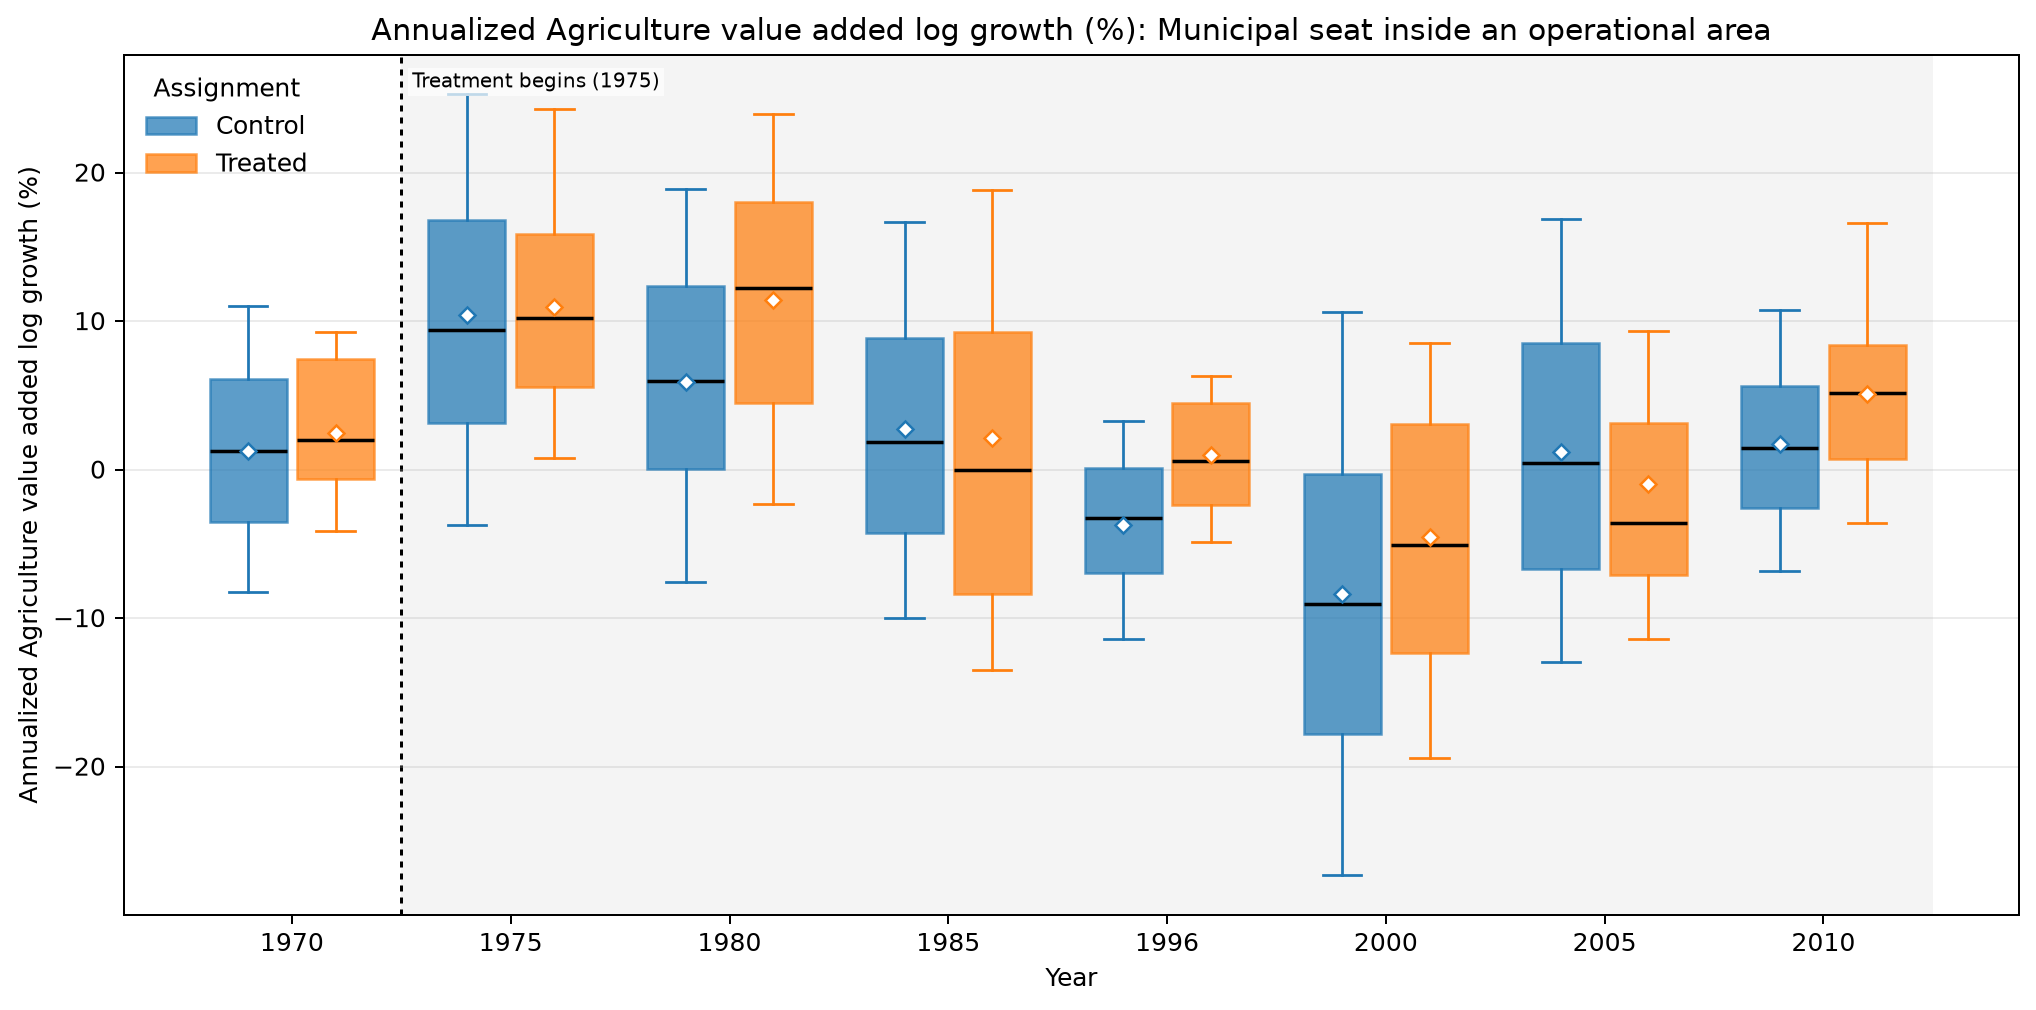 Annualized Agriculture value added log growth (%): Municipal seat inside an operational area
Treatment begins (1975)
Assignment
Control
Treated
Annualized Agriculture value added log growth (%)
20
10
0
−10
−20
1970
1975
1980
1985
1996
2000
2005
2010
Year